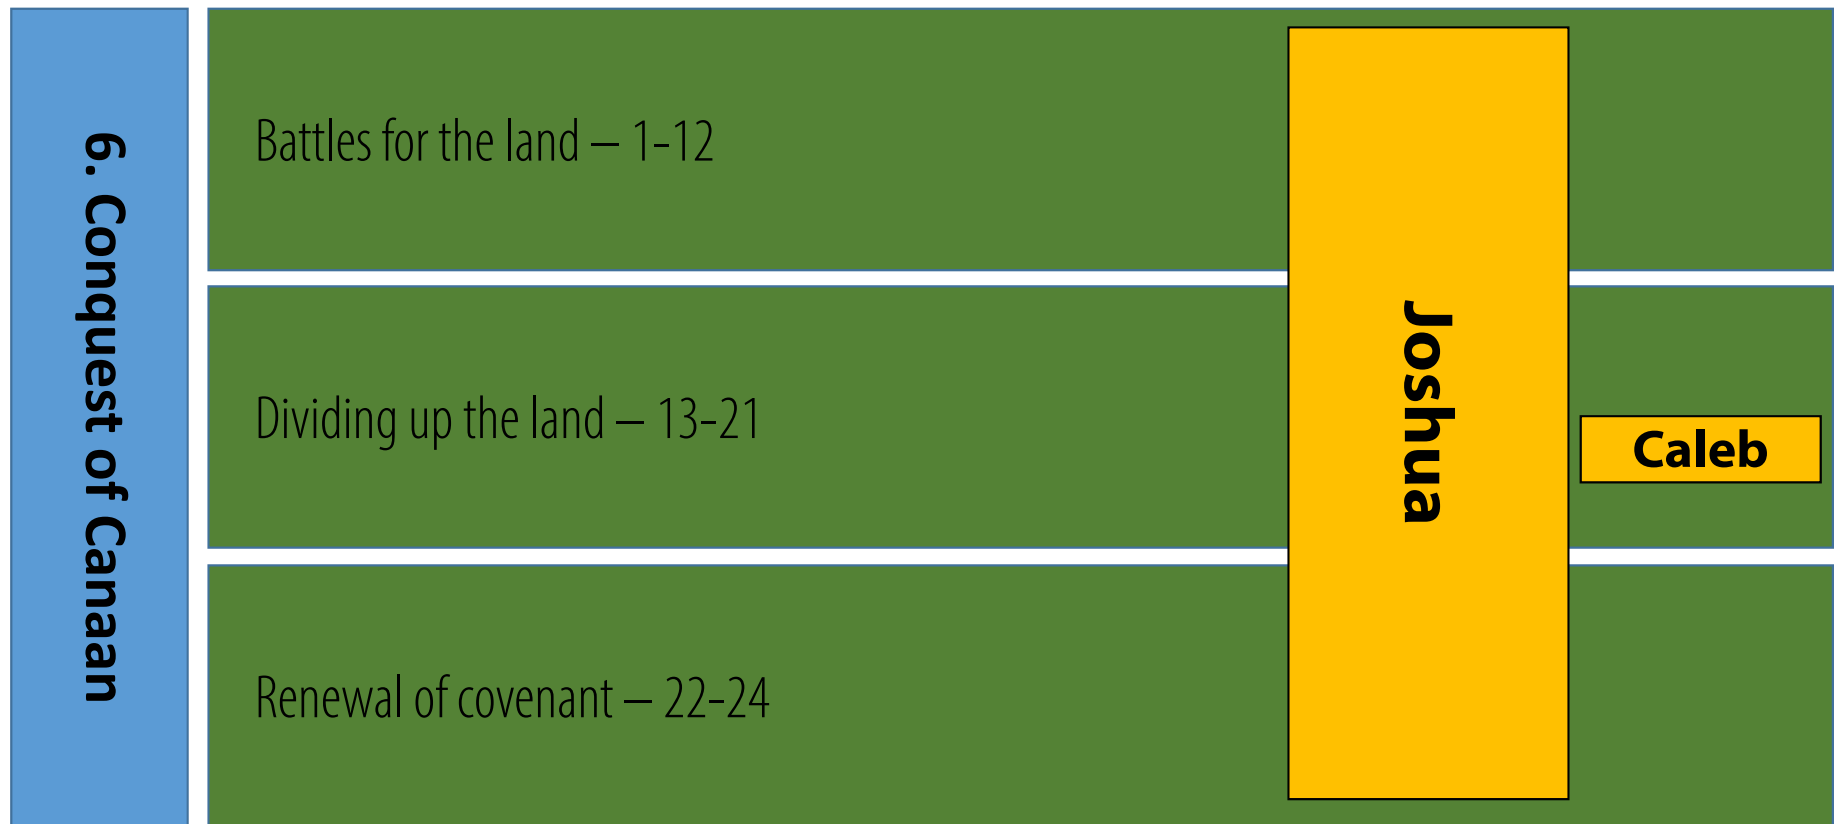 6. Conquest of Canaan
Battles for the land – 1-12
Dividing up the land – 13-21
Renewal of covenant – 22-24
Joshua
Caleb